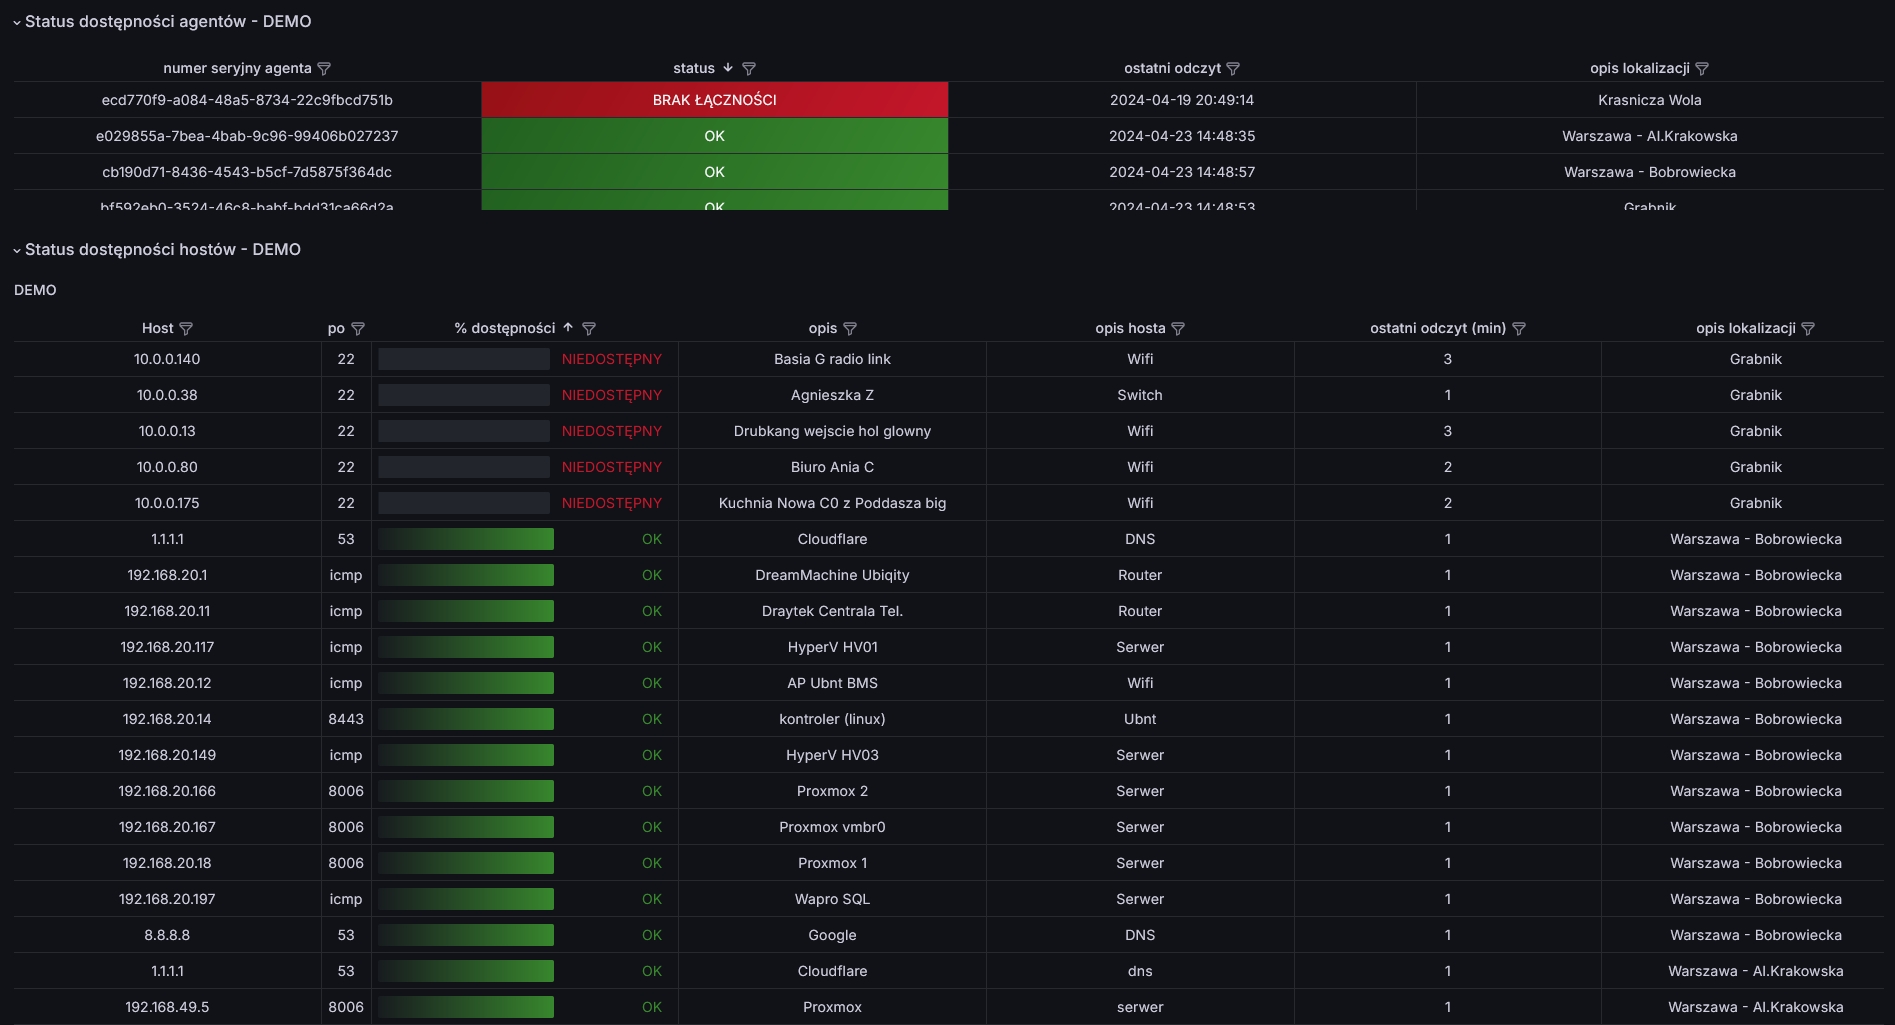 Status dostępności agentów - DEMO
numer seryjny agenta status ostatni odczyt opis lokalizacji
ecd770f9-a084-48a5-8734-22c9fbcd751b BRAK ŁĄCZNOŚCI 2024-04-19 20:49:14 Krasnicza Wola
e029855a-7bea-4bab-9c96-99406b027237 OK 2024-04-23 14:48:35 Warszawa - Al.Krakowska
cb190d71-8436-4543-b5cf-7d5875f364dc OK 2024-04-23 14:48:57 Warszawa - Bobrowiecka
bf592eb0-3524-46c8-babf-bdd31ca66d2a OK 2024-04-23 14:48:53 Grabnik
Status dostępności hostów - DEMO
DEMO
Host po % dostępności opis opis hosta ostatni odczyt (min) opis lokalizacji
10.0.0.140 22 NIEDOSTĘPNY Basia G radio link Wifi 3 Grabnik
10.0.0.38 22 NIEDOSTĘPNY Agnieszka Z Switch 1 Grabnik
10.0.0.13 22 NIEDOSTĘPNY Drubkang wejscie hol glowny Wifi 3 Grabnik
10.0.0.80 22 NIEDOSTĘPNY Biuro Ania C Wifi 2 Grabnik
10.0.0.175 22 NIEDOSTĘPNY Kuchnia Nowa C0 z Poddasza big Wifi 2 Grabnik
1.1.1.1 53 OK Cloudflare DNS 1 Warszawa - Bobrowiecka
192.168.20.1 icmp OK DreamMachine Ubiqity Router 1 Warszawa - Bobrowiecka
192.168.20.11 icmp OK Draytek Centrala Tel. Router 1 Warszawa - Bobrowiecka
192.168.20.117 icmp OK HyperV HV01 Serwer 1 Warszawa - Bobrowiecka
192.168.20.12 icmp OK AP Ubnt BMS Wifi 1 Warszawa - Bobrowiecka
192.168.20.14 8443 OK kontroler (linux) Ubnt 1 Warszawa - Bobrowiecka
192.168.20.149 icmp OK HyperV HV03 Serwer 1 Warszawa - Bobrowiecka
192.168.20.166 8006 OK Proxmox 2 Serwer 1 Warszawa - Bobrowiecka
192.168.20.167 8006 OK Proxmox vmbr0 Serwer 1 Warszawa - Bobrowiecka
192.168.20.18 8006 OK Proxmox 1 Serwer 1 Warszawa - Bobrowiecka
192.168.20.197 icmp OK Wapro SQL Serwer 1 Warszawa - Bobrowiecka
8.8.8.8 53 OK Google DNS 1 Warszawa - Bobrowiecka
1.1.1.1 53 OK Cloudflare dns 1 Warszawa - Al.Krakowska
192.168.49.5 8006 OK Proxmox serwer 1 Warszawa - Al.Krakowska